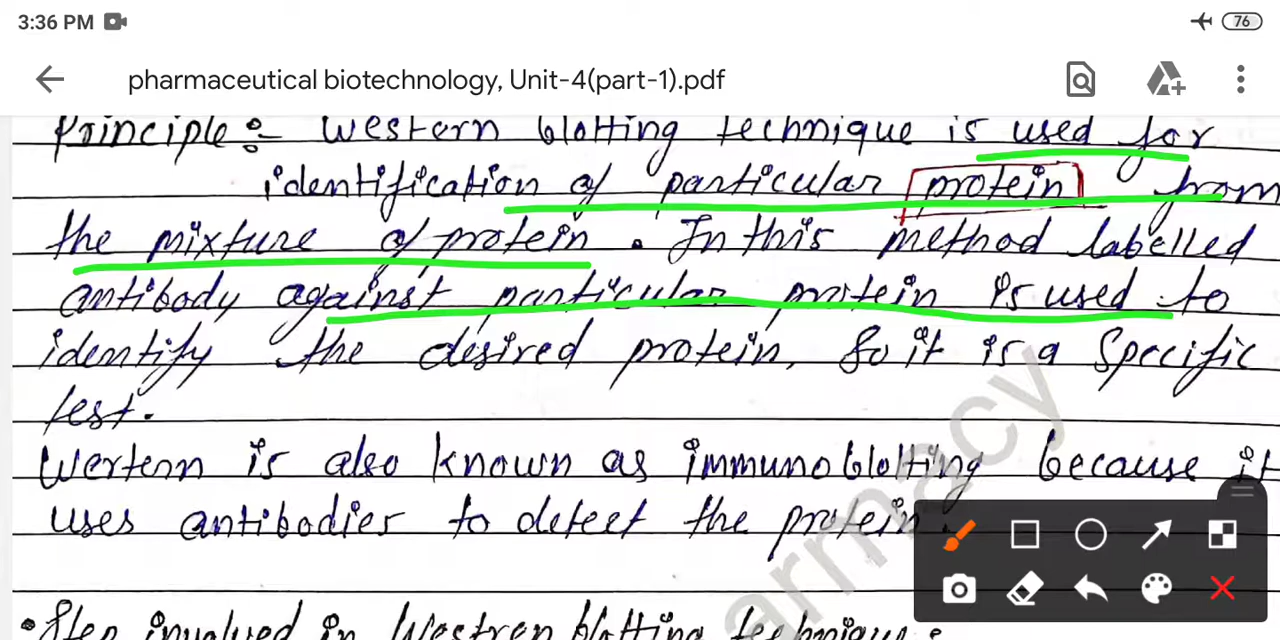 3:36 PM 76
pharmaceutical biotechnology, Unit-4(part-1).pdf
Principle :- Western blotting technique is used for
identification of particular protein from
the mixture of protein. In this method labelled
antibody against particular protein is used to
identify the desired protein, So it is a Specific
test.
Western is also known as immunoblotting because it
uses antibodies to detect the protein.
armacy
• Step involved in Westren blotting technique: